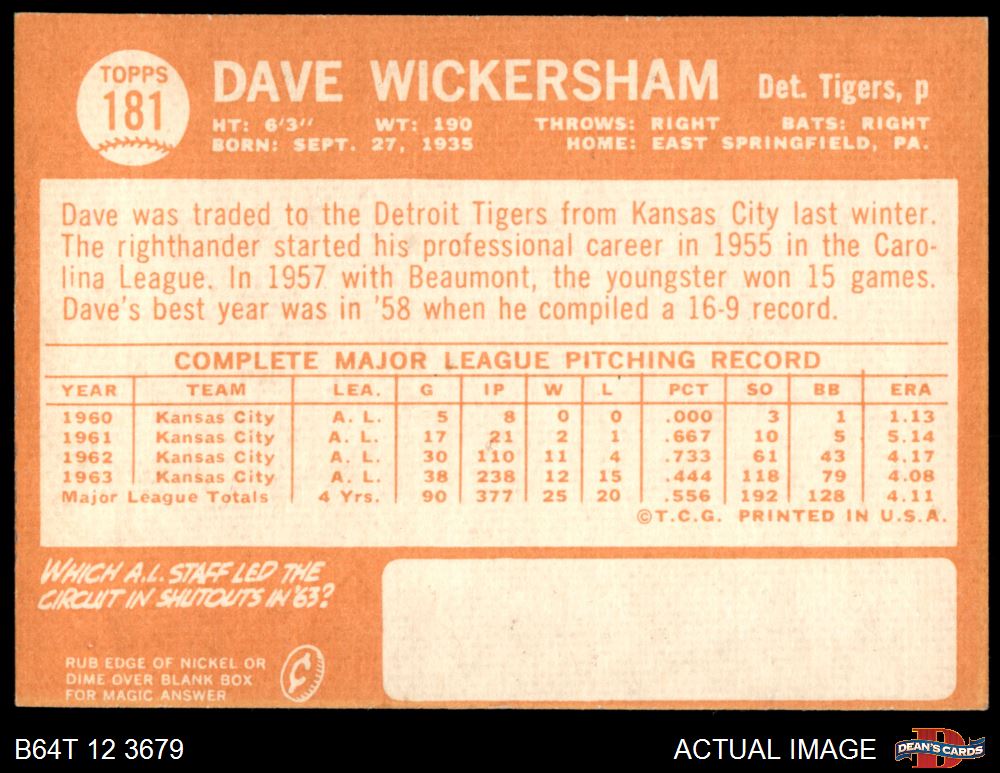 TOPPS
181
DAVE WICKERSHAM Det. Tigers, p
HT: 6'3" WT: 190 THROWS: RIGHT BATS: RIGHT
BORN: SEPT. 27, 1935 HOME: EAST SPRINGFIELD, PA.
Dave was traded to the Detroit Tigers from Kansas City last winter.
The righthander started his professional career in 1955 in the Caro-
lina League. In 1957 with Beaumont, the youngster won 15 games.
Dave's best year was in '58 when he compiled a 16-9 record.
COMPLETE MAJOR LEAGUE PITCHING RECORD
YEAR TEAM LEA. G IP W L PCT SO BB ERA
1960 Kansas City A. L. 5 8 0 0 .000 3 1 1.13
1961 Kansas City A. L. 17 21 2 1 .667 10 5 5.14
1962 Kansas City A. L. 30 110 11 4 .733 61 43 4.17
1963 Kansas City A. L. 38 238 12 15 .444 118 79 4.08
Major League Totals 4 Yrs. 90 377 25 20 .556 192 128 4.11
©T.C.G. PRINTED IN U.S.A.
WHICH A.L. STAFF LED THE
CIRCUIT IN SHUTOUTS IN '63?
RUB EDGE OF NICKEL OR
DIME OVER BLANK BOX
FOR MAGIC ANSWER
B64T 12 3679 ACTUAL IMAGE DEAN'S CARDS